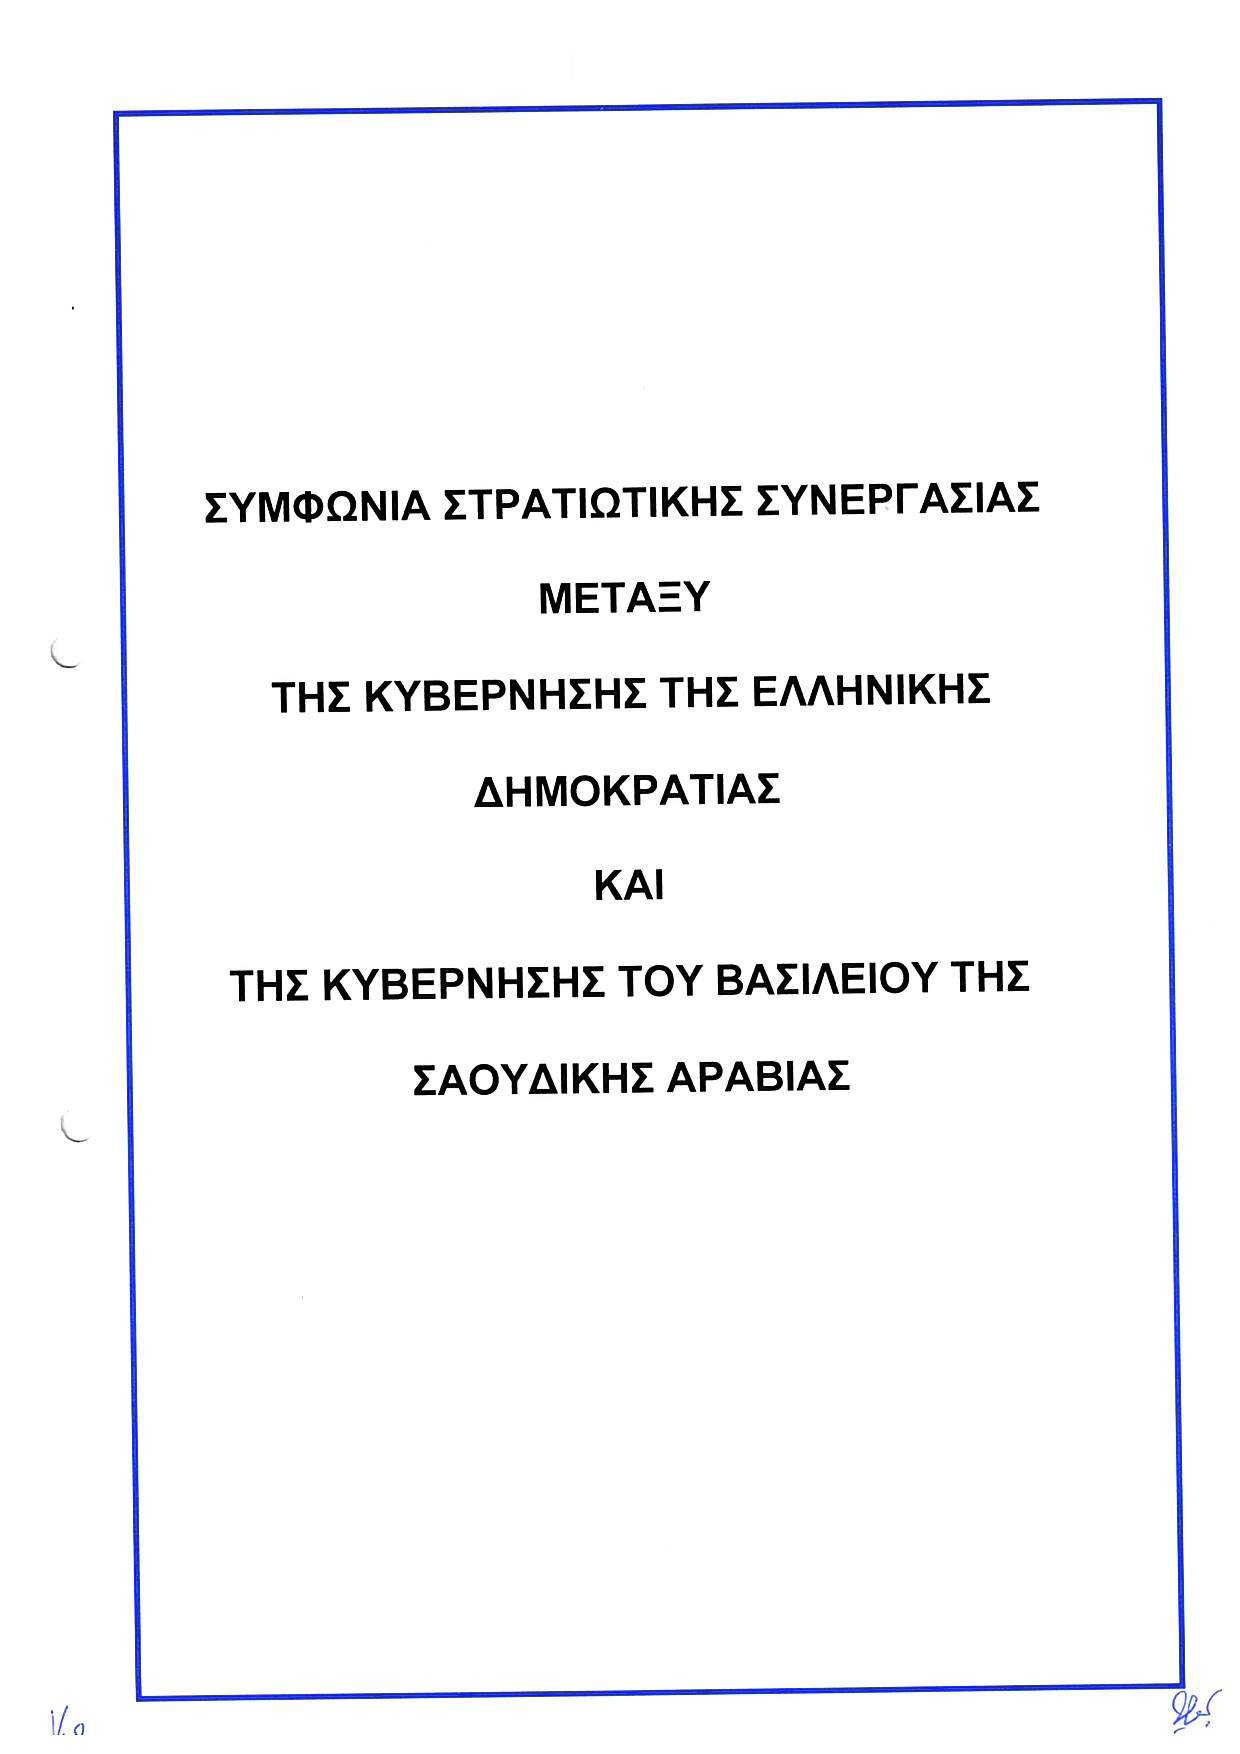 ΣΥΜΦΩΝΙΑ ΣΤΡΑΤΙΩΤΙΚΗΣ ΣΥΝΕΡΓΑΣΙΑΣ
ΜΕΤΑΞΥ
ΤΗΣ ΚΥΒΕΡΝΗΣΗΣ ΤΗΣ ΕΛΛΗΝΙΚΗΣ
ΔΗΜΟΚΡΑΤΙΑΣ
ΚΑΙ
ΤΗΣ ΚΥΒΕΡΝΗΣΗΣ ΤΟΥ ΒΑΣΙΛΕΙΟΥ ΤΗΣ
ΣΑΟΥΔΙΚΗΣ ΑΡΑΒΙΑΣ